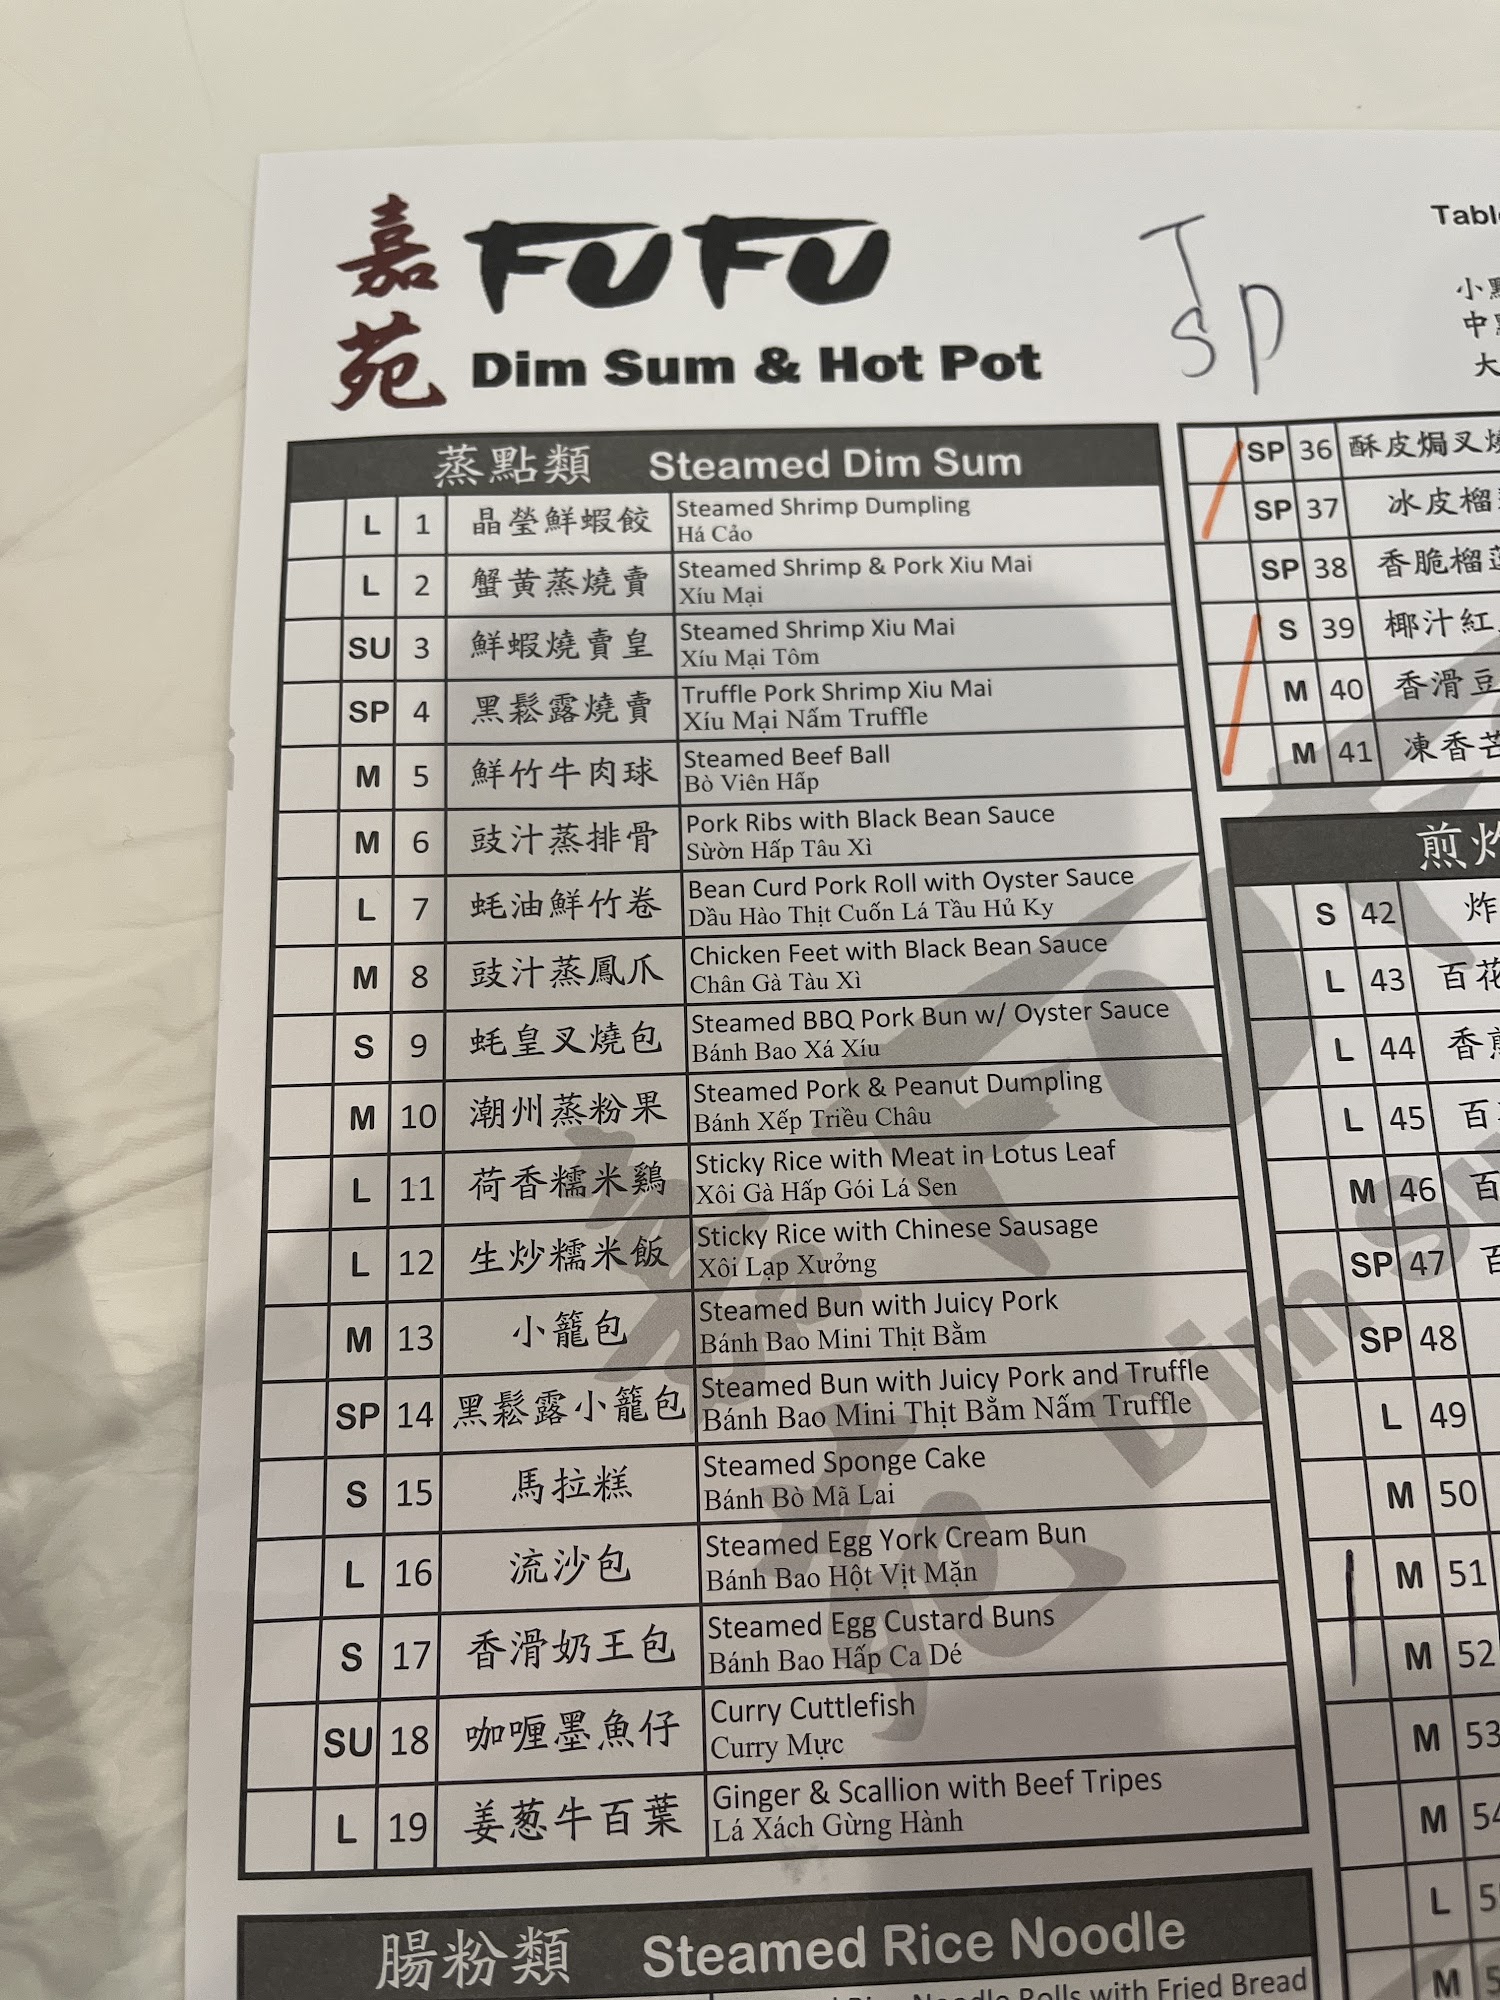 嘉苑 FUFU
Dim Sum & Hot Pot
T
SP
蒸點類 Steamed Dim Sum
L 1 晶瑩鮮蝦餃 Steamed Shrimp Dumpling
Há Cảo
L 2 蟹黄蒸燒賣 Steamed Shrimp & Pork Xiu Mai
Xíu Mại
SU 3 鮮蝦燒賣皇 Steamed Shrimp Xiu Mai
Xíu Mại Tôm
SP 4 黑鬆露燒賣 Truffle Pork Shrimp Xiu Mai
Xíu Mại Nấm Truffle
M 5 鮮竹牛肉球 Steamed Beef Ball
Bò Viên Hấp
M 6 豉汁蒸排骨 Pork Ribs with Black Bean Sauce
Sườn Hấp Tâu Xì
L 7 蚝油鮮竹卷 Bean Curd Pork Roll with Oyster Sauce
Dầu Hào Thịt Cuốn Lá Tầu Hủ Ky
M 8 豉汁蒸鳳爪 Chicken Feet with Black Bean Sauce
Chân Gà Tàu Xì
S 9 蚝皇叉燒包 Steamed BBQ Pork Bun w/ Oyster Sauce
Bánh Bao Xá Xíu
M 10 潮州蒸粉果 Steamed Pork & Peanut Dumpling
Bánh Xếp Triều Châu
L 11 荷香糯米鷄 Sticky Rice with Meat in Lotus Leaf
Xôi Gà Hấp Gói Lá Sen
L 12 生炒糯米飯 Sticky Rice with Chinese Sausage
Xôi Lạp Xưởng
M 13 小籠包 Steamed Bun with Juicy Pork
Bánh Bao Mini Thịt Bằm
SP 14 黑鬆露小籠包 Steamed Bun with Juicy Pork and Truffle
Bánh Bao Mini Thịt Bằm Nấm Truffle
S 15 馬拉糕 Steamed Sponge Cake
Bánh Bò Mã Lai
L 16 流沙包 Steamed Egg York Cream Bun
Bánh Bao Hột Vịt Mặn
S 17 香滑奶王包 Steamed Egg Custard Buns
Bánh Bao Hấp Ca Dé
SU 18 咖喱墨魚仔 Curry Cuttlefish
Curry Mực
L 19 姜葱牛百葉 Ginger & Scallion with Beef Tripes
Lá Xách Gừng Hành
腸粉類 Steamed Rice Noodle
Rolls with Fried Bread
Tabl
小
中
大
SP 36 酥皮焗叉
SP 37 冰皮榴
SP 38 香脆榴
S 39 椰汁紅
M 40 香滑豆
M 41 凍香芒
煎炸
S 42 炸
L 43 百花
L 44 香煎
L 45 百
M 46 百
SP 47 百
SP 48
L 49
M 50
M 51
M 52
M 53
M 54
L 5
M 5